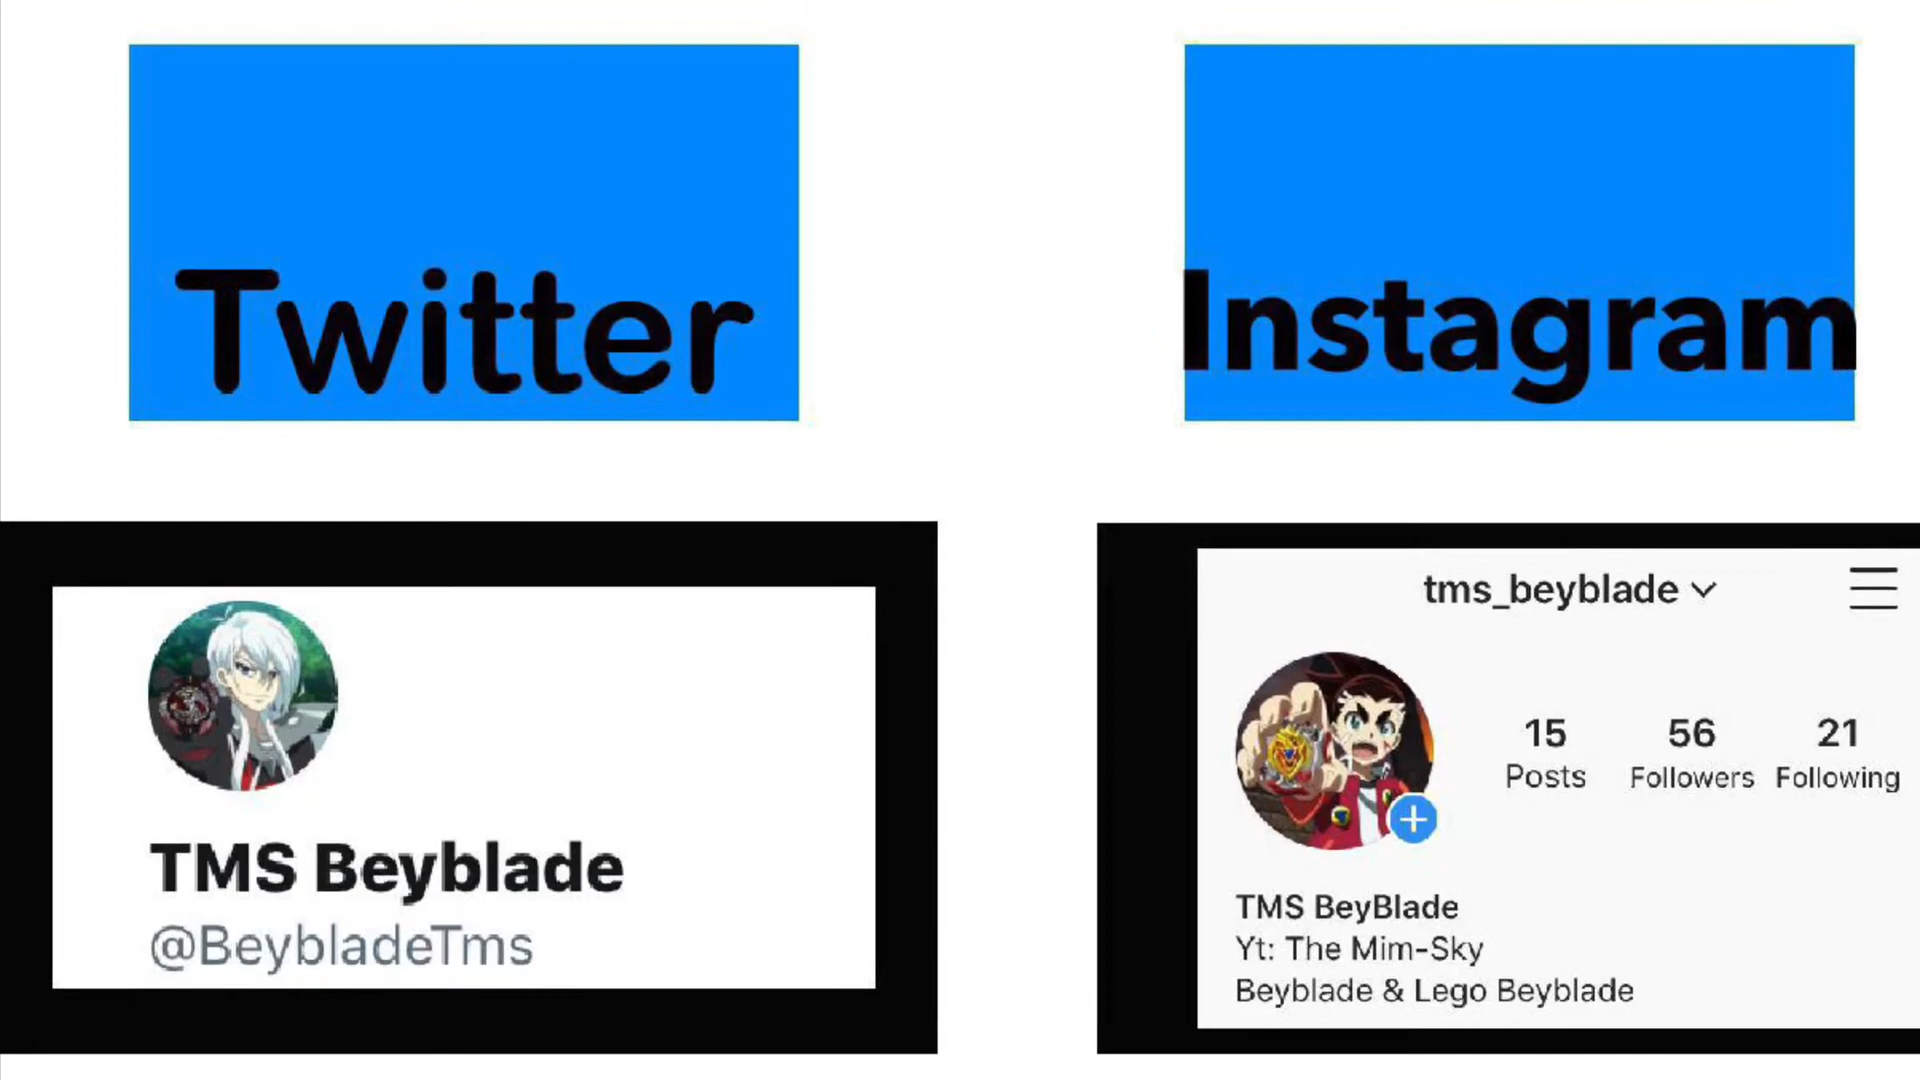 Twitter
Instagram
TMS Beyblade
@BeybladeTms
tms_beyblade
15 56 21
Posts Followers Following
TMS BeyBlade
Yt: The Mim-Sky
Beyblade & Lego Beyblade